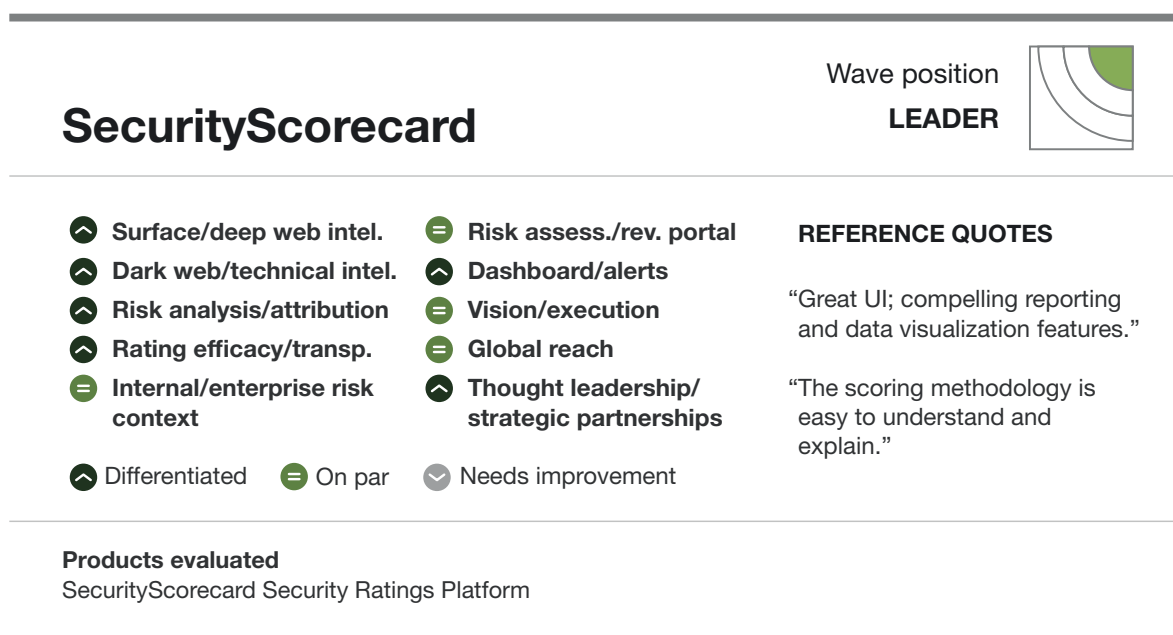 Wave position
LEADER
SecurityScorecard
Surface/deep web intel.
Dark web/technical intel.
Risk analysis/attribution
Rating efficacy/transp.
Internal/enterprise risk
context
Risk assess./rev. portal
Dashboard/alerts
Vision/execution
Global reach
Thought leadership/
strategic partnerships
Differentiated
On par
Needs improvement
REFERENCE QUOTES
“Great UI; compelling reporting
and data visualization features.”
“The scoring methodology is
easy to understand and
explain.”
Products evaluated
SecurityScorecard Security Ratings Platform